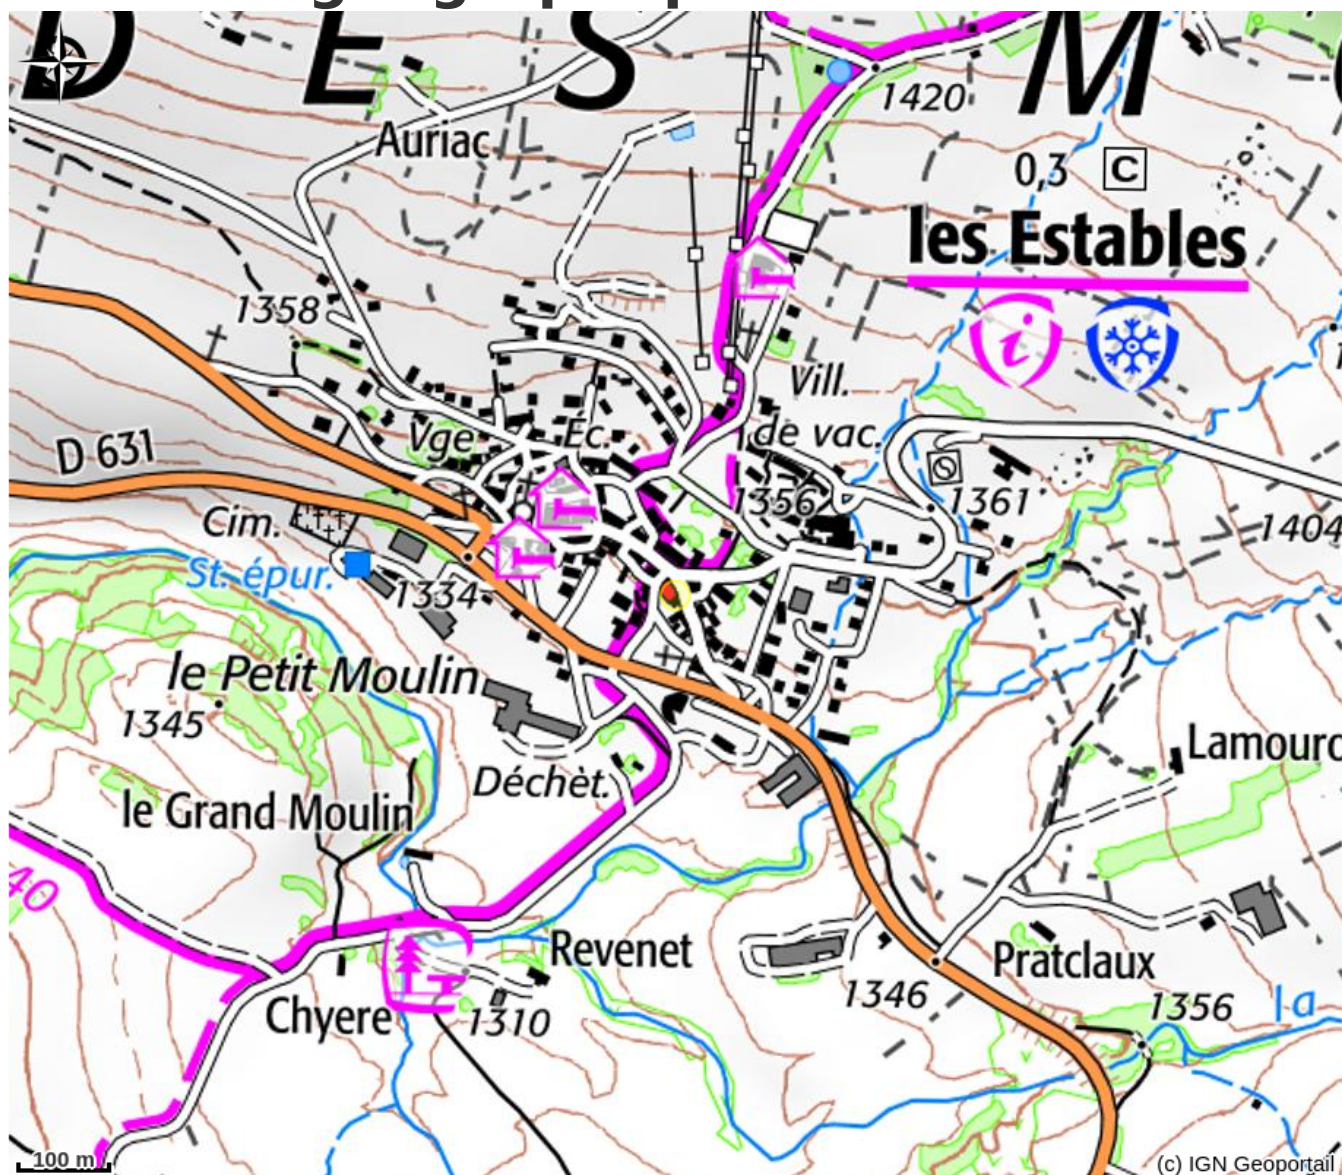 D E S M
1420
Auriac
0,3 C
les Estables
1358
i
Vill.
de vac.
Vge
Éc.
D 631
1356
1361
Cim.
1404
St. épur.
1334
le Petit Moulin
1345
Lamouro
Déchèt.
le Grand Moulin
40
Revenet
Pratclaux
1346
1356
la
Chyere
1310
100 m
(c) IGN Geoportail